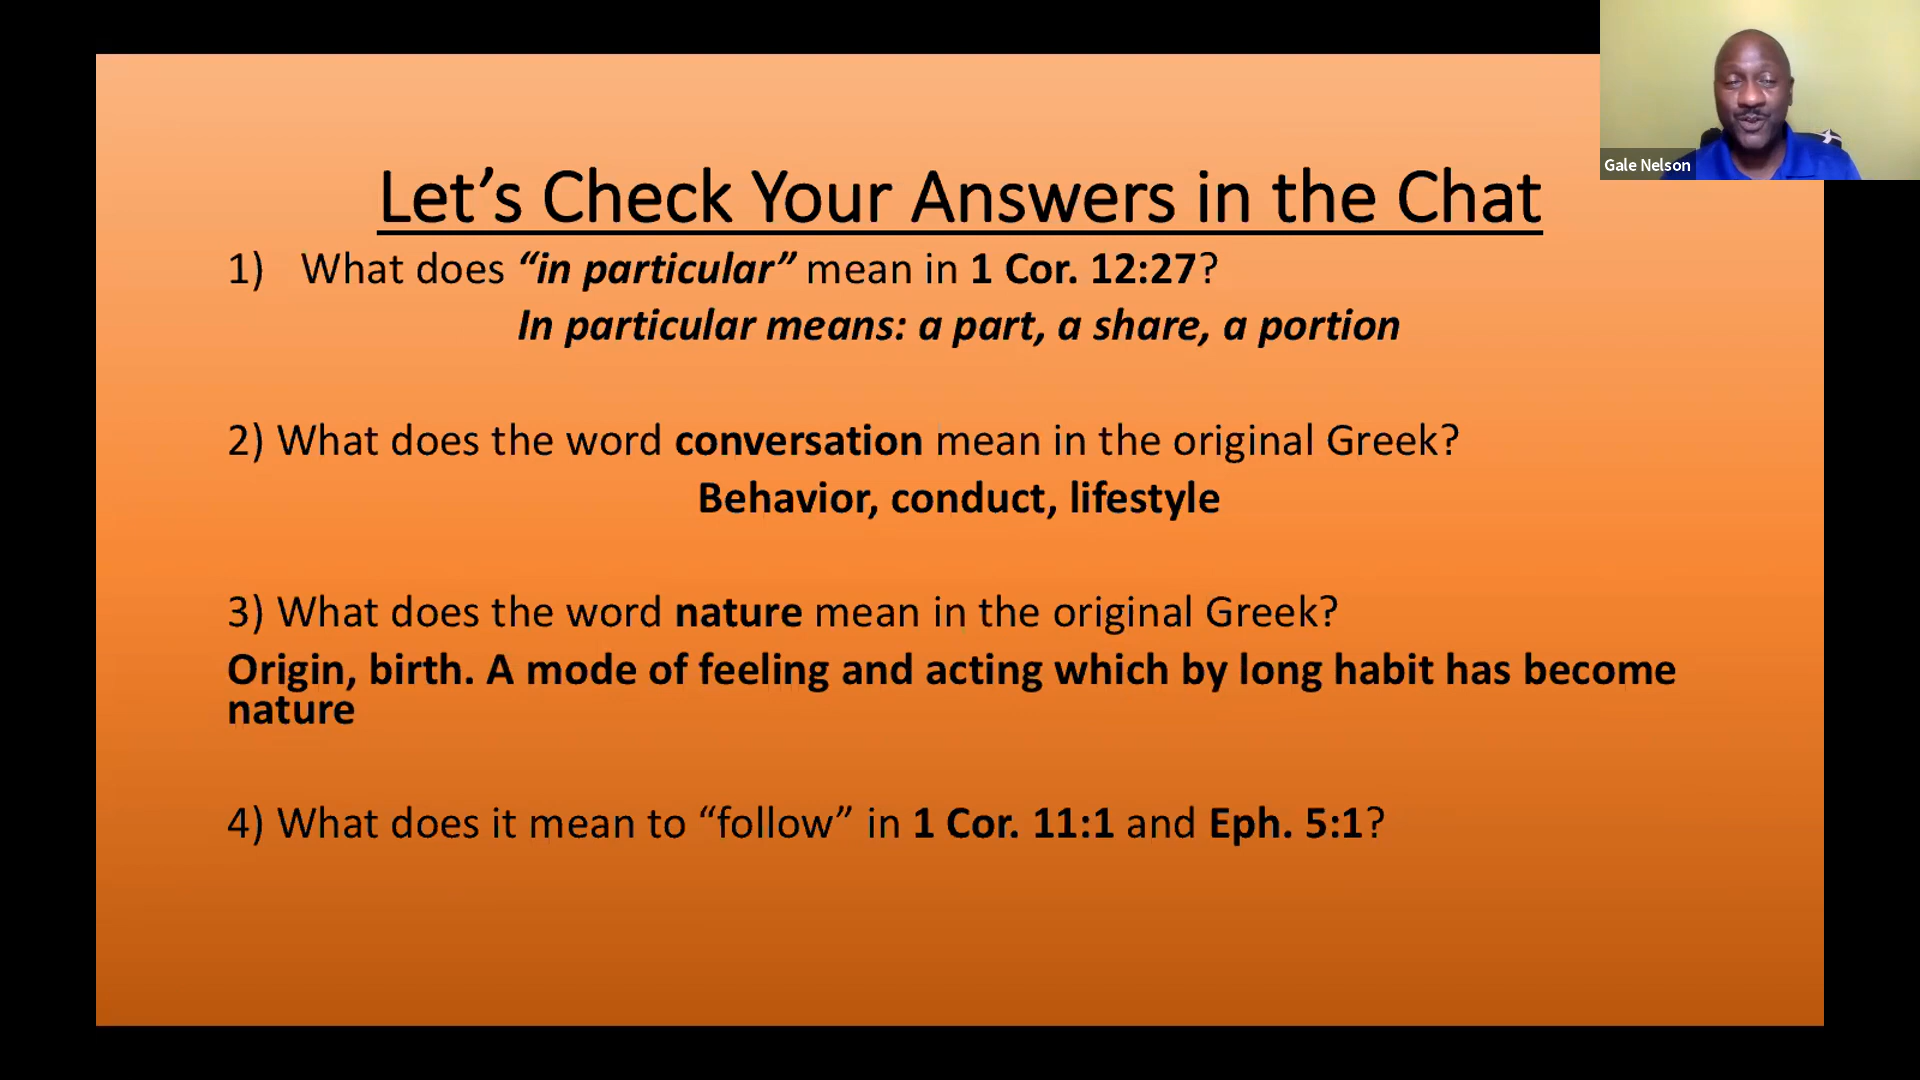 Gale Nelson
Let’s Check Your Answers in the Chat
1) What does “in particular” mean in 1 Cor. 12:27?
In particular means: a part, a share, a portion
2) What does the word conversation mean in the original Greek?
Behavior, conduct, lifestyle
3) What does the word nature mean in the original Greek?
Origin, birth. A mode of feeling and acting which by long habit has become
nature
4) What does it mean to “follow” in 1 Cor. 11:1 and Eph. 5:1?